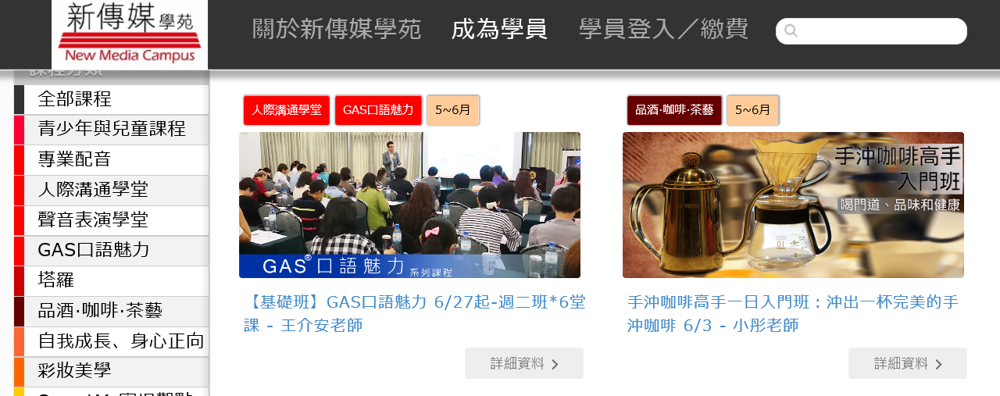 新傳媒學苑
New Media Campus
關於新傳媒學苑
成為學員
學員登入／繳費
課程分類
全部課程
青少年與兒童課程
專業配音
人際溝通學堂
聲音表演學堂
GAS口語魅力
塔羅
品酒·咖啡·茶藝
自我成長、身心正向
彩妝美學
人際溝通學堂 GAS口語魅力 5~6月
GAS®口語魅力 系列課程
【基礎班】GAS口語魅力 6/27起-週二班*6堂
課 - 王介安老師
詳細資料
品酒·咖啡·茶藝 5~6月
手沖咖啡高手
入門班
喝門道、品味和健康
01
手沖咖啡高手一日入門班：沖出一杯完美的手
沖咖啡 6/3 - 小彤老師
詳細資料